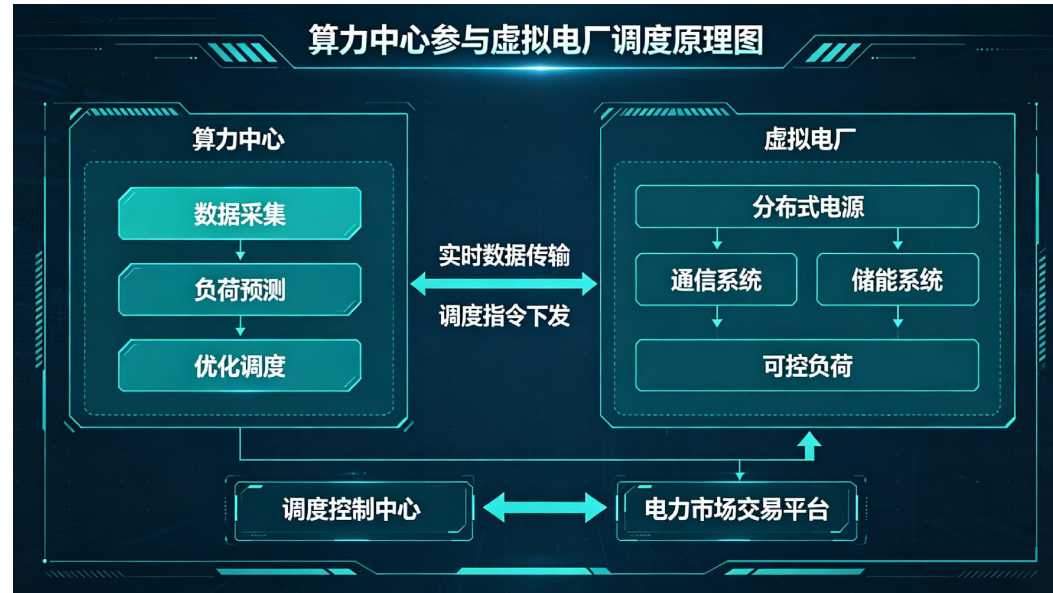 算力中心参与虚拟电厂调度原理图
算力中心
数据采集
负荷预测
优化调度
实时数据传输
调度指令下发
虚拟电厂
分布式电源
通信系统
储能系统
可控负荷
调度控制中心
电力市场交易平台